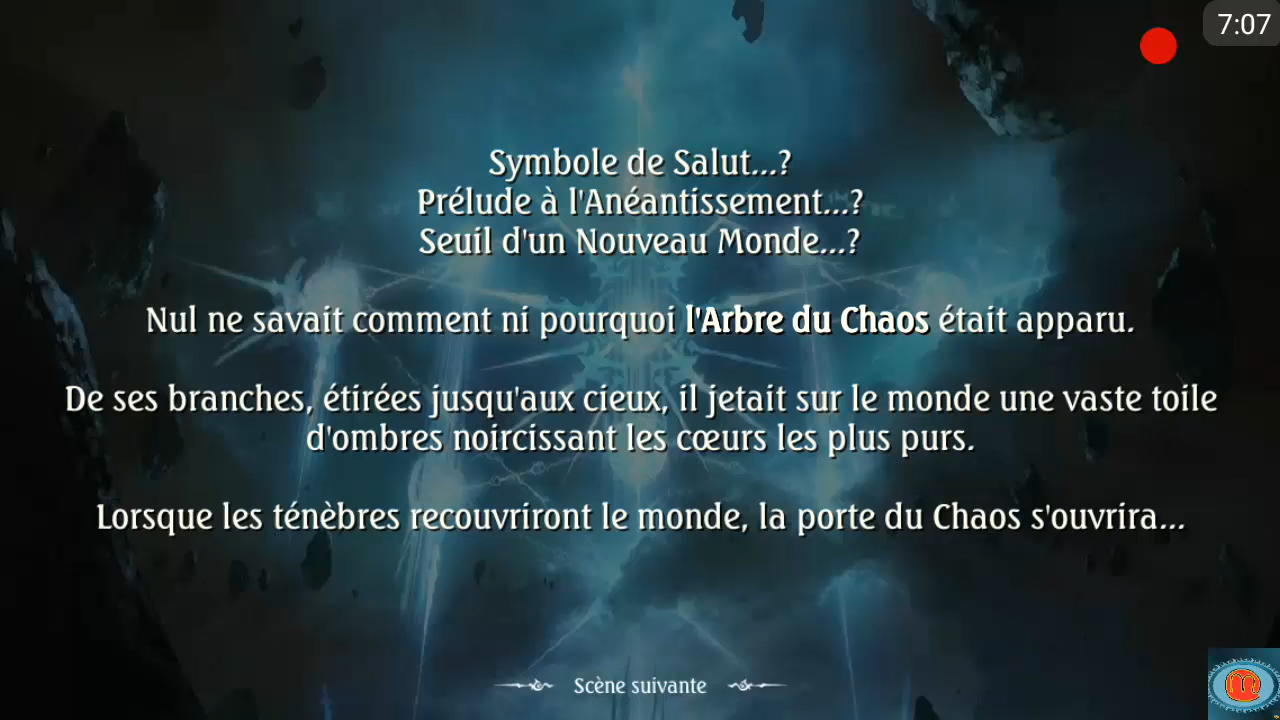 7:07
Symbole de Salut...?
Prélude à l'Anéantissement...?
Seuil d'un Nouveau Monde...?
Nul ne savait comment ni pourquoi l'Arbre du Chaos était apparu.
De ses branches, étirées jusqu'aux cieux, il jetait sur le monde une vaste toile
d'ombres noircissant les cœurs les plus purs.
Lorsque les ténèbres recouvriront le monde, la porte du Chaos s'ouvrira...
Scène suivante
M